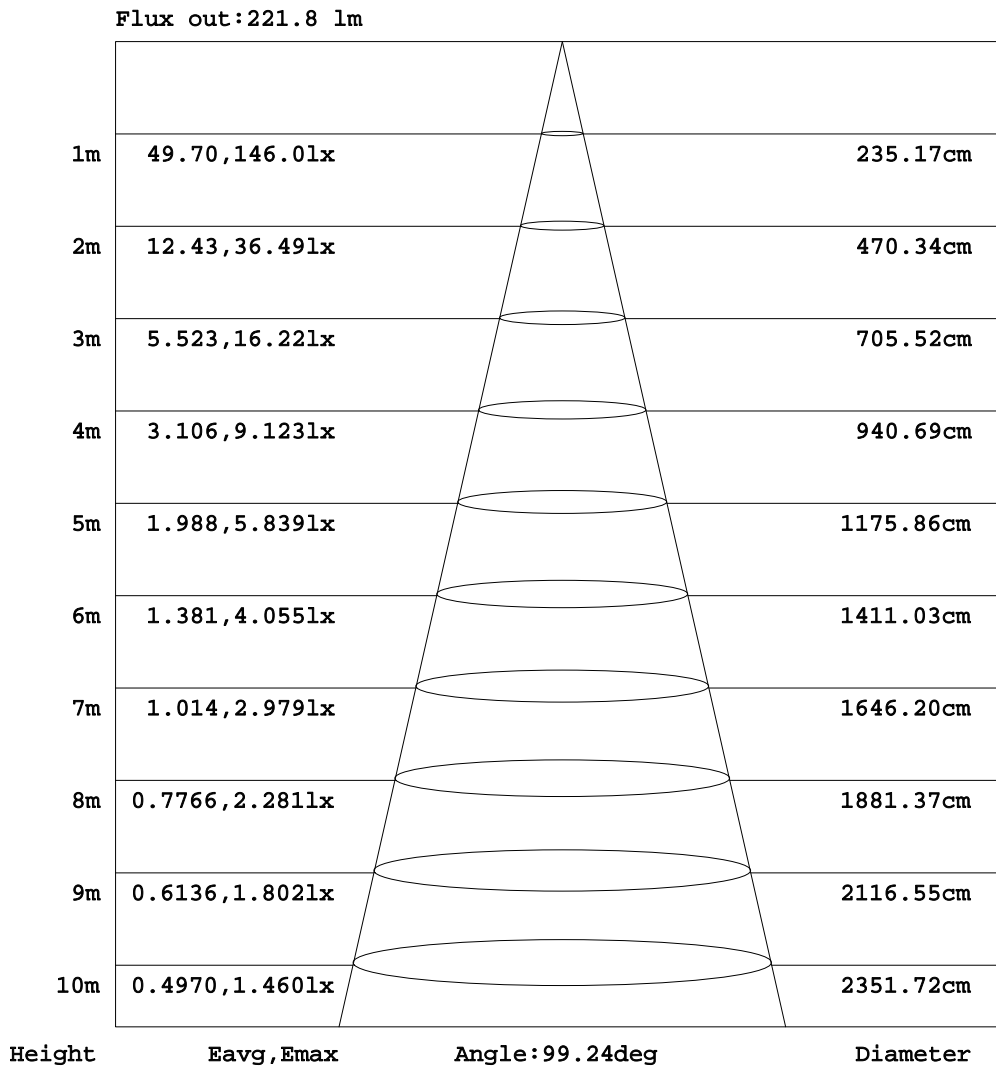 Flux out:221.8 lm
1m 49.70,146.0lx 235.17cm
2m 12.43,36.49lx 470.34cm
3m 5.523,16.22lx 705.52cm
4m 3.106,9.123lx 940.69cm
5m 1.988,5.839lx 1175.86cm
6m 1.381,4.055lx 1411.03cm
7m 1.014,2.979lx 1646.20cm
8m 0.7766,2.281lx 1881.37cm
9m 0.6136,1.802lx 2116.55cm
10m 0.4970,1.460lx 2351.72cm
Height Eavg,Emax Angle:99.24deg Diameter